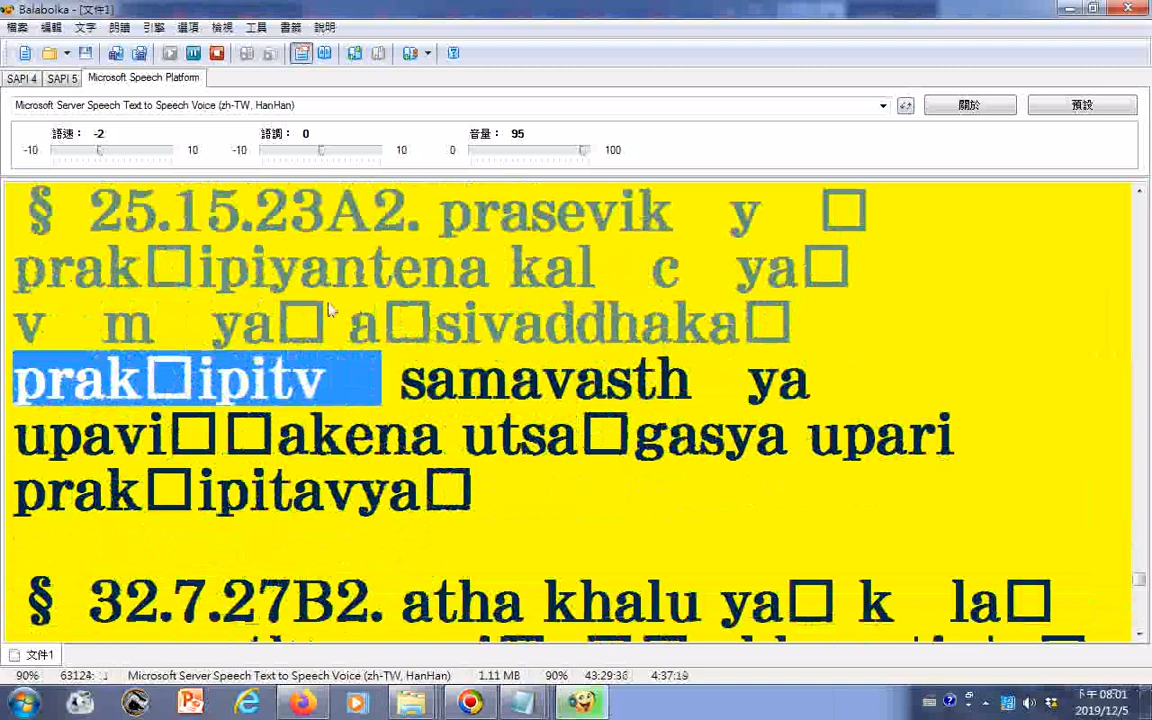 Balabolka - [文件1]
檔案 編輯 文字 朗讀 引擎 選項 檢視 工具 書籤 說明
SAPI 4 SAPI 5 Microsoft Speech Platform
Microsoft Server Speech Text to Speech Voice (zh-TW, HanHan) 關於 預設
語速： -2 語調： 0 音量： 95
-10 10 -10 10 0 100
§ 25.15.23A2. prasevik y □
prak□ipiyantena kal c ya□
v m ya□ a□sivaddhaka□
prak□ipitv samavasth ya
upavi□□akena utsa□gasya upari
prak□ipitavya□
§ 32.7.27B2. atha khalu ya□ k la□
文件1
90% Microsoft Server Speech Text to Speech Voice (zh-TW, HanHan) 1.11 MB 90% 43:29:36 4:37:19
下午 08:01
2019/12/5